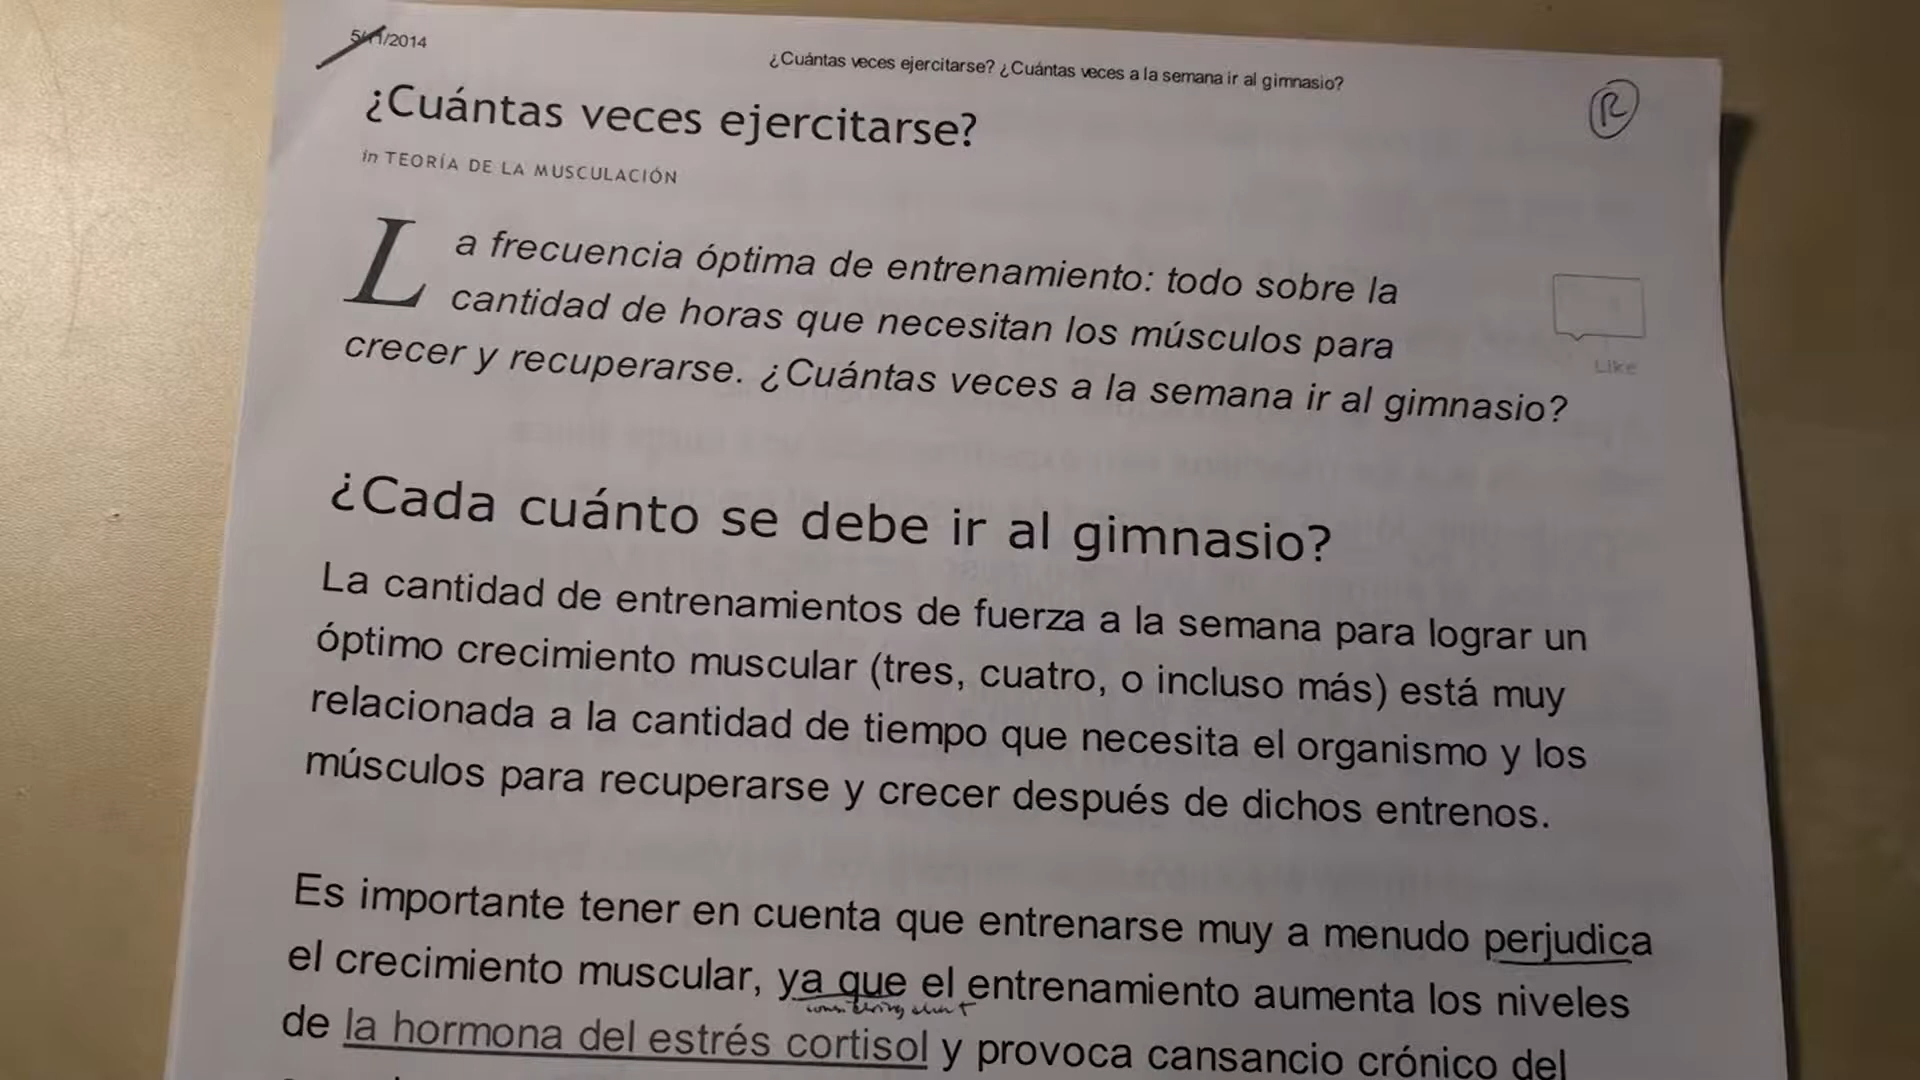 /2014
¿Cuántas veces ejercitarse? ¿Cuántas veces a la semana ir al gimnasio?
R
¿Cuántas veces ejercitarse?
in TEORÍA DE LA MUSCULACIÓN
La frecuencia óptima de entrenamiento: todo sobre la
cantidad de horas que necesitan los músculos para
crecer y recuperarse. ¿Cuántas veces a la semana ir al gimnasio?
Like
¿Cada cuánto se debe ir al gimnasio?
La cantidad de entrenamientos de fuerza a la semana para lograr un
óptimo crecimiento muscular (tres, cuatro, o incluso más) está muy
relacionada a la cantidad de tiempo que necesita el organismo y los
músculos para recuperarse y crecer después de dichos entrenos.
Es importante tener en cuenta que entrenarse muy a menudo perjudica
el crecimiento muscular, ya que el entrenamiento aumenta los niveles
considering
de la hormona del estrés cortisol y provoca cansancio crónico del